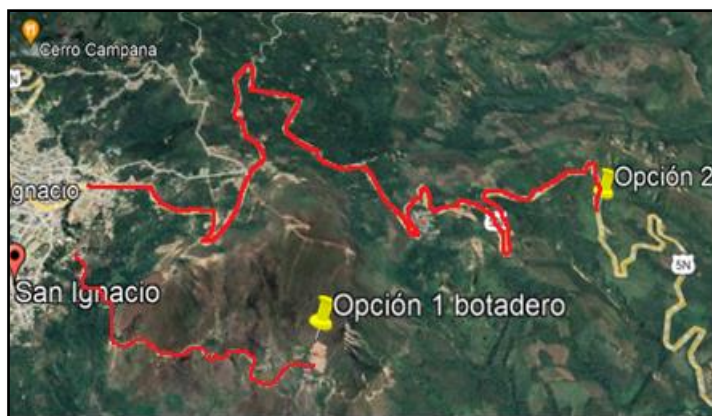 Cerro Campana
N
gnacio
Opción 2
5N
San Ignacio
Opción 1 botadero